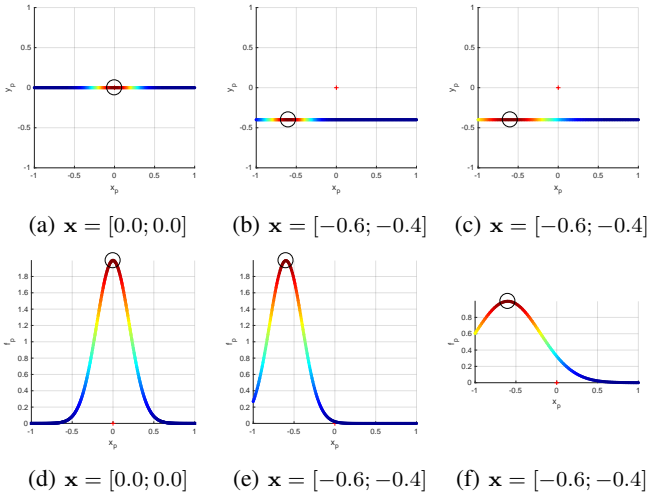 1
0.5
0
-0.5
-1
-1 -0.5 0 0.5 1
y_p
x_p
1
0.5
0
-0.5
-1
-1 -0.5 0 0.5 1
y_p
x_p
1
0.5
0
-0.5
-1
-1 -0.5 0 0.5 1
y_p
x_p
(a) x = [0.0; 0.0]
(b) x = [−0.6; −0.4]
(c) x = [−0.6; −0.4]
1.8
1.6
1.4
1.2
1
0.8
0.6
0.4
0.2
0
-1 -0.5 0 0.5 1
f_p
x_p
1.8
1.6
1.4
1.2
1
0.8
0.6
0.4
0.2
0
-1 -0.5 0 0.5 1
f_p
x_p
0.8
0.6
0.4
0.2
0
-1 -0.5 0 0.5 1
f_p
x_p
(d) x = [0.0; 0.0]
(e) x = [−0.6; −0.4]
(f) x = [−0.6; −0.4]